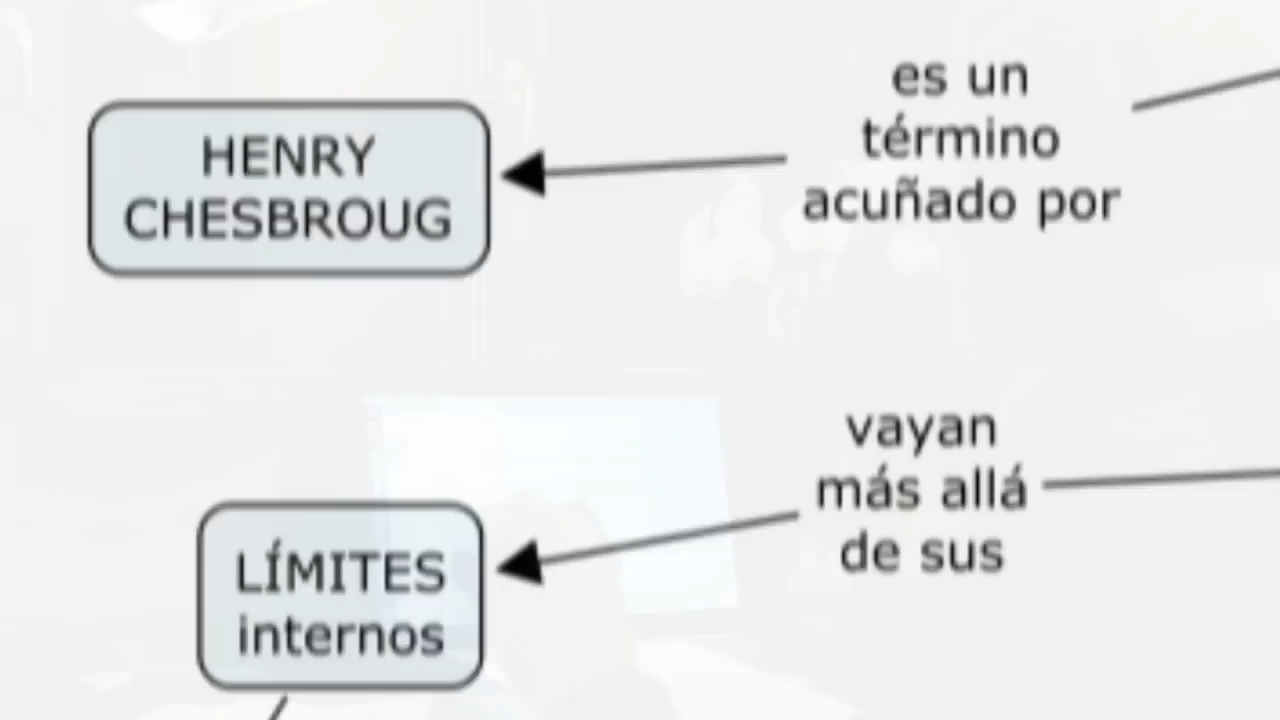 es un
término
acuñado por
HENRY
CHESBROUG
vayan
más allá
de sus
LÍMITES
internos